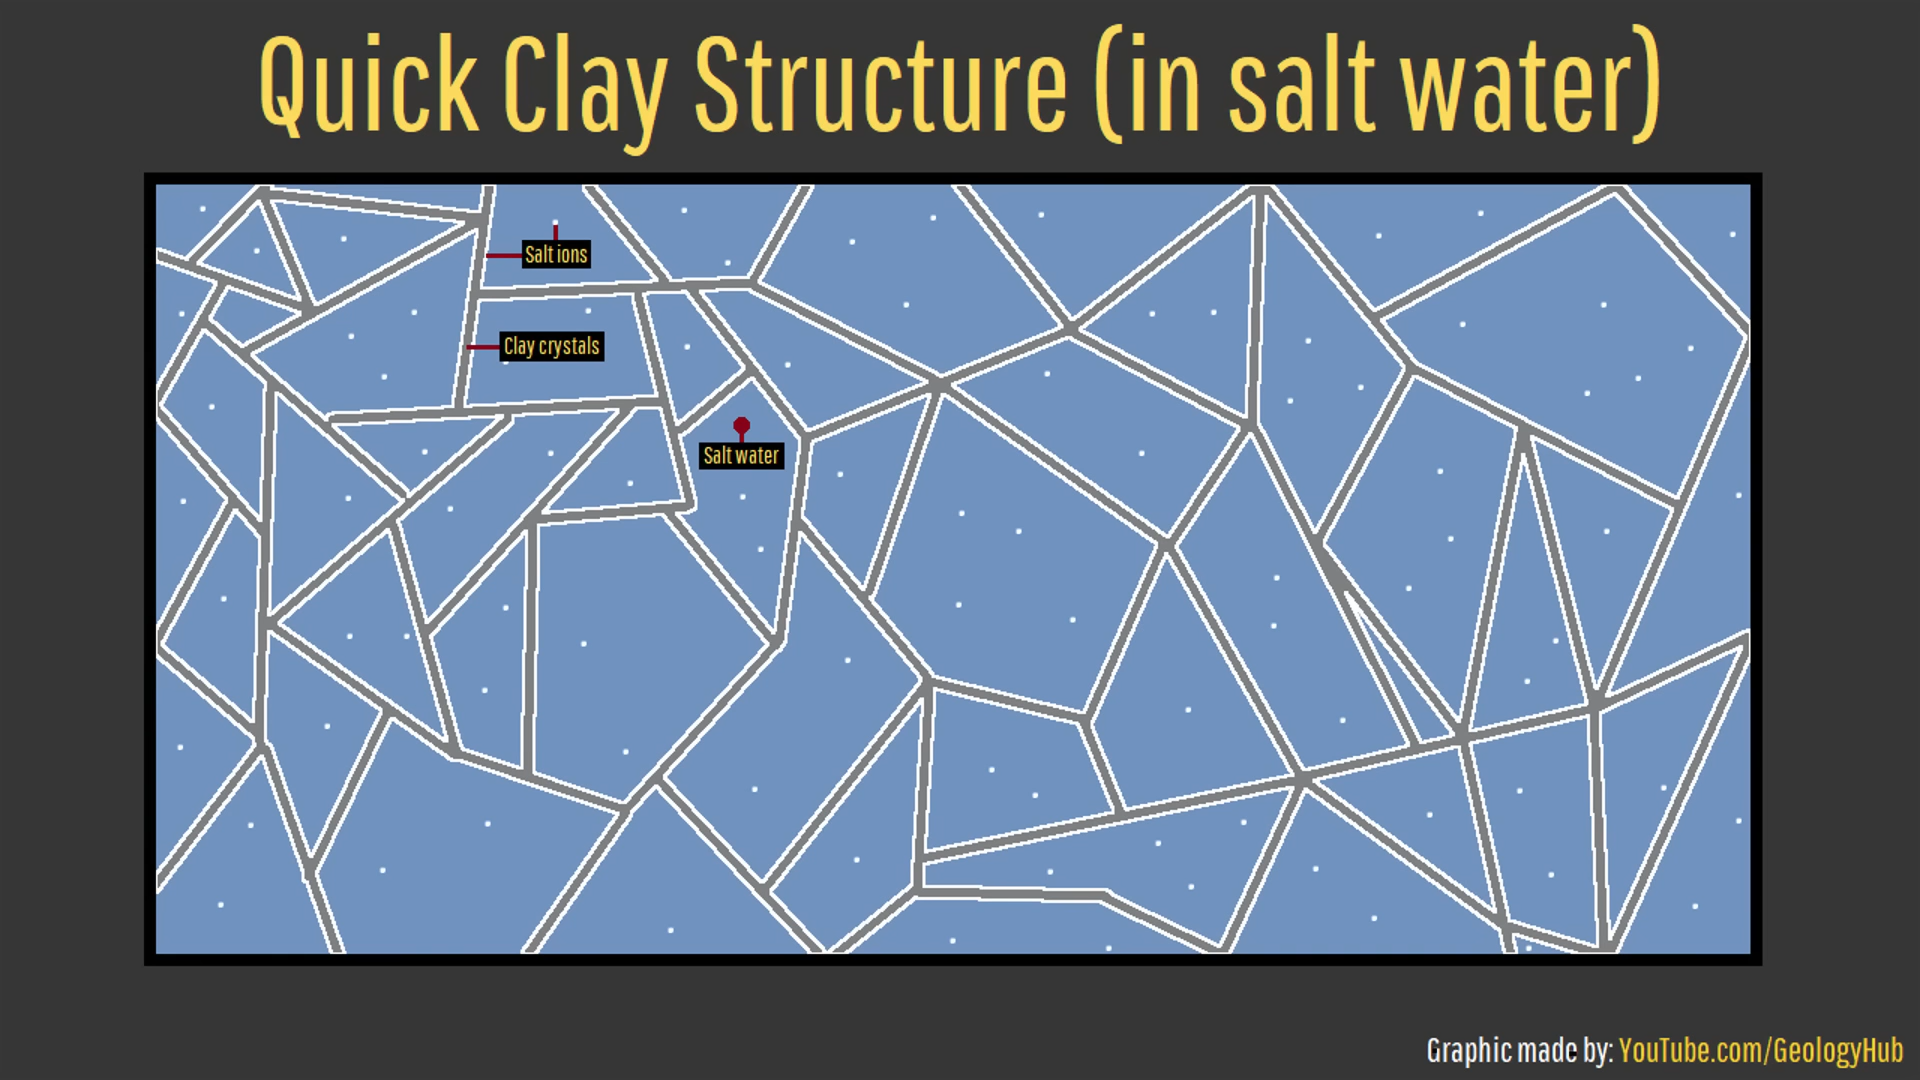 Quick Clay Structure (in salt water)
Salt ions
Clay crystals
Salt water
Graphic made by: YouTube.com/GeologyHub